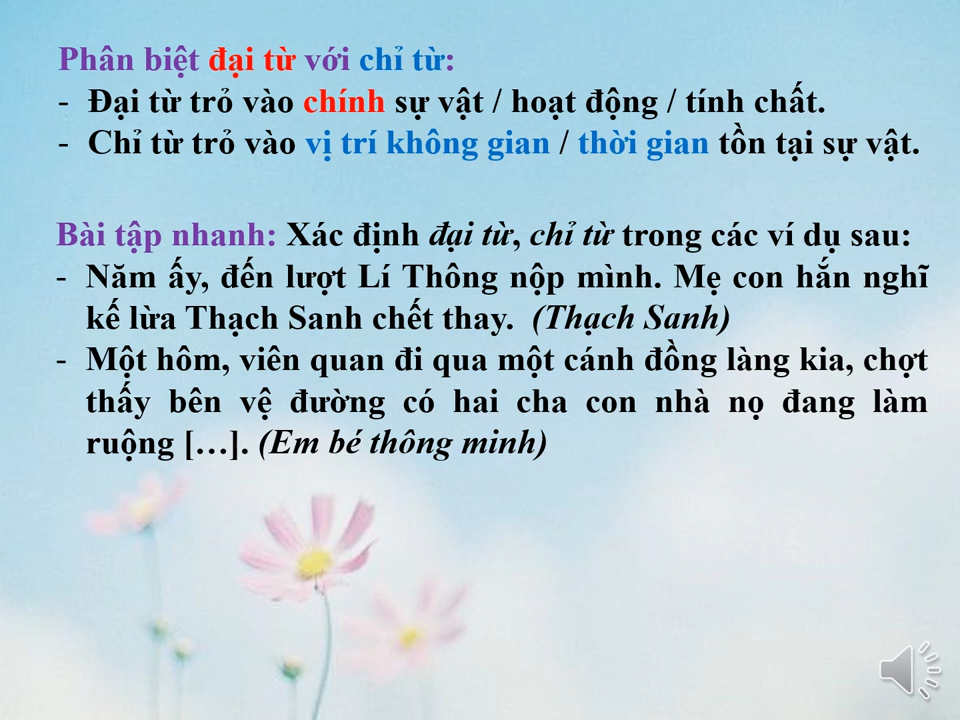 Phân biệt đại từ với chỉ từ:
- Đại từ trỏ vào chính sự vật / hoạt động / tính chất.
- Chỉ từ trỏ vào vị trí không gian / thời gian tồn tại sự vật.
Bài tập nhanh: Xác định đại từ, chỉ từ trong các ví dụ sau:
- Năm ấy, đến lượt Lí Thông nộp mình. Mẹ con hắn nghĩ
kế lừa Thạch Sanh chết thay. (Thạch Sanh)
- Một hôm, viên quan đi qua một cánh đồng làng kia, chợt
thấy bên vệ đường có hai cha con nhà nọ đang làm
ruộng […]. (Em bé thông minh)